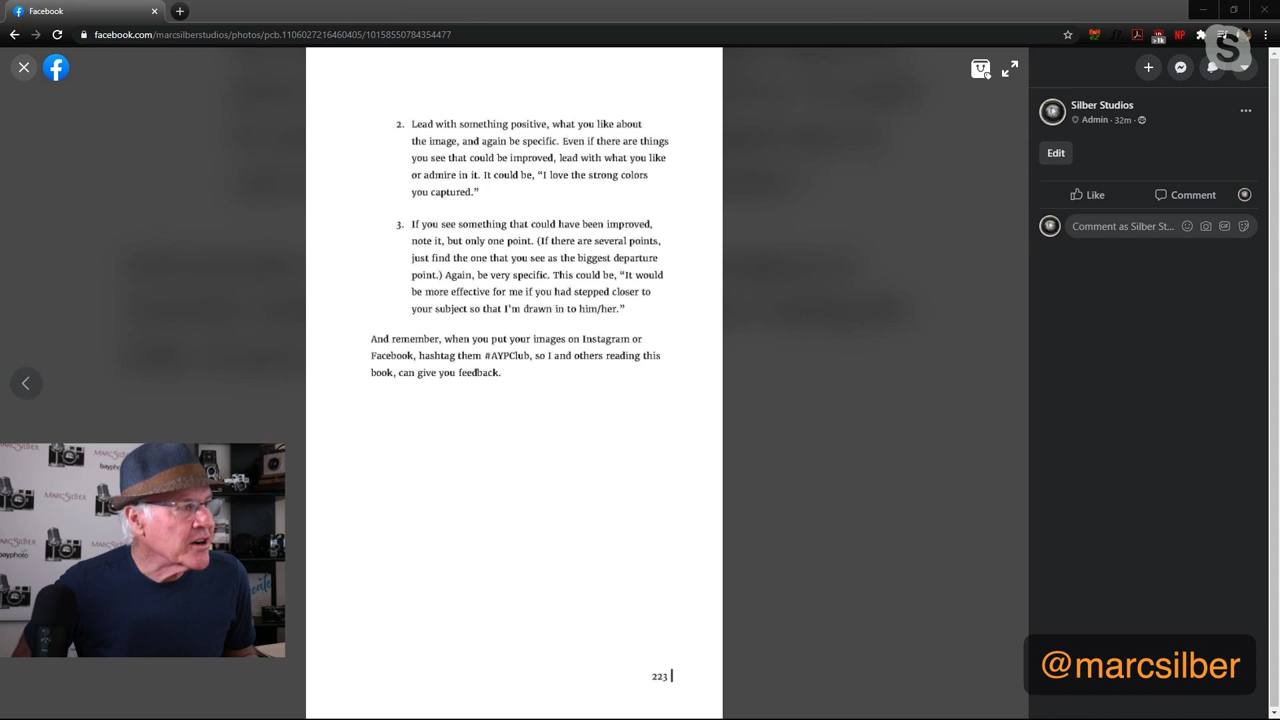 Facebook
facebook.com/marcsilberstudios/photos/pcb.1106027216460405/10158550784354477
2. Lead with something positive, what you like about
the image, and again be specific. Even if there are things
you see that could be improved, lead with what you like
or admire in it. It could be, “I love the strong colors
you captured.”
3. If you see something that could have been improved,
note it, but only one point. (If there are several points,
just find the one that you see as the biggest departure
point.) Again, be very specific. This could be, “It would
be more effective for me if you had stepped closer to
your subject so that I'm drawn in to him/her.”
And remember, when you put your images on Instagram or
Facebook, hashtag them #AYPClub, so I and others reading this
book, can give you feedback.
223
Silber Studios
Admin · 32m ·
Edit
Like Comment
Comment as Silber St...
MARC SILBER
bayphoto
@marcsilber